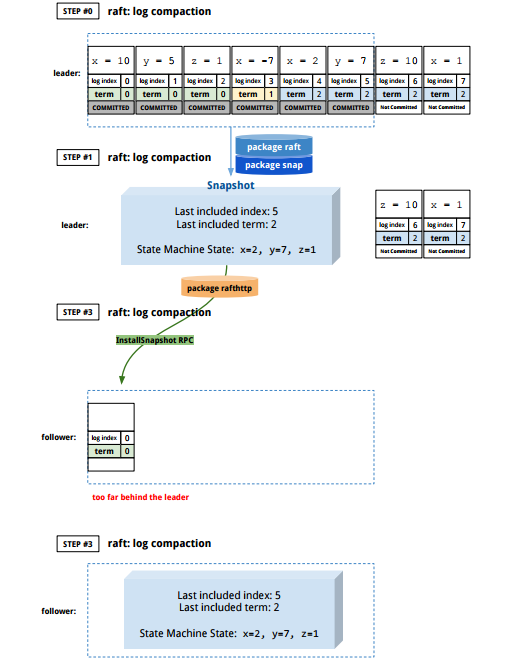 STEP #0 raft: log compaction
x = 10 y = 5 z = 1 x = -7 x = 2 y = 7 z = 10 x = 1
leader:
log index 0 log index 1 log index 2 log index 3 log index 4 log index 5 log index 6 log index 7
term 0 term 0 term 0 term 1 term 2 term 2 term 2 term 2
COMMITTED COMMITTED COMMITTED COMMITTED COMMITTED COMMITTED Not Committed Not Committed
package raft
package snap
STEP #1 raft: log compaction
Snapshot
Last included index: 5
Last included term: 2
State Machine State: x=2, y=7, z=1
leader:
z = 10 x = 1
log index 6 log index 7
term 2 term 2
Not Committed Not Committed
package rafthttp
STEP #3 raft: log compaction
InstallSnapshot RPC
follower:
log index 0
term 0
too far behind the leader
STEP #3 raft: log compaction
follower:
Last included index: 5
Last included term: 2
State Machine State: x=2, y=7, z=1